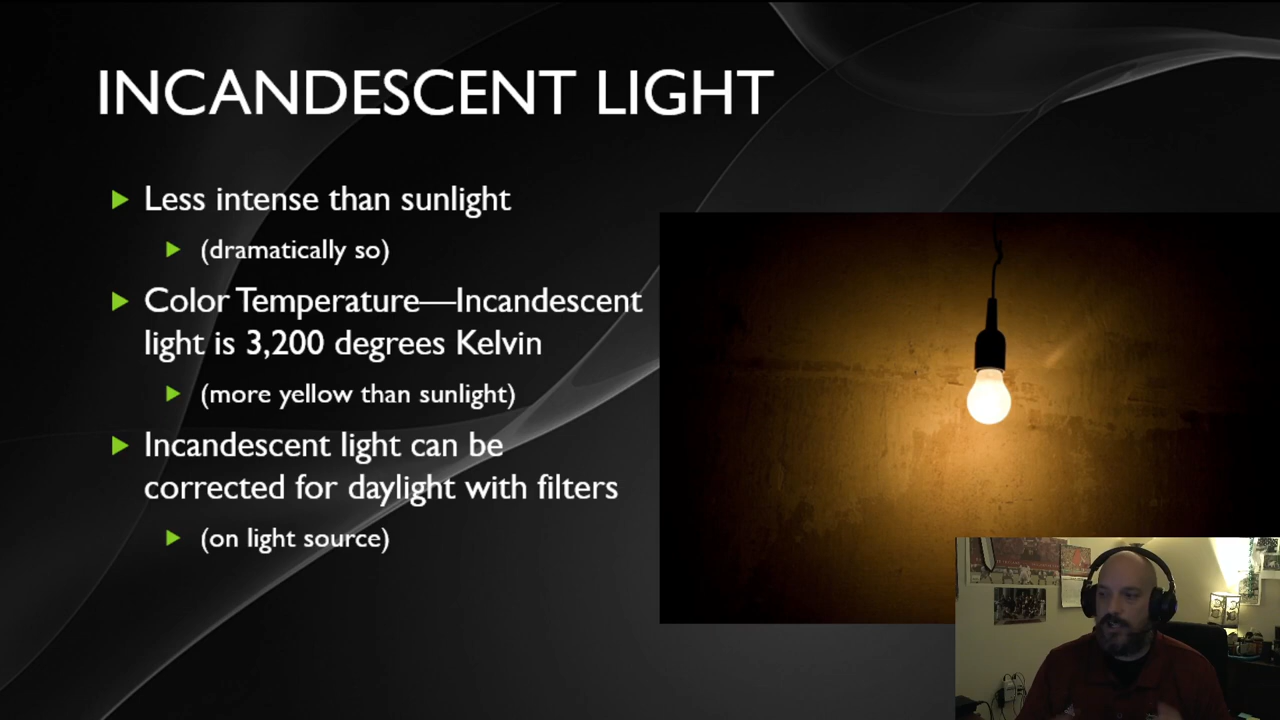 INCANDESCENT LIGHT
Less intense than sunlight
(dramatically so)
Color Temperature—Incandescent
light is 3,200 degrees Kelvin
(more yellow than sunlight)
Incandescent light can be
corrected for daylight with filters
(on light source)